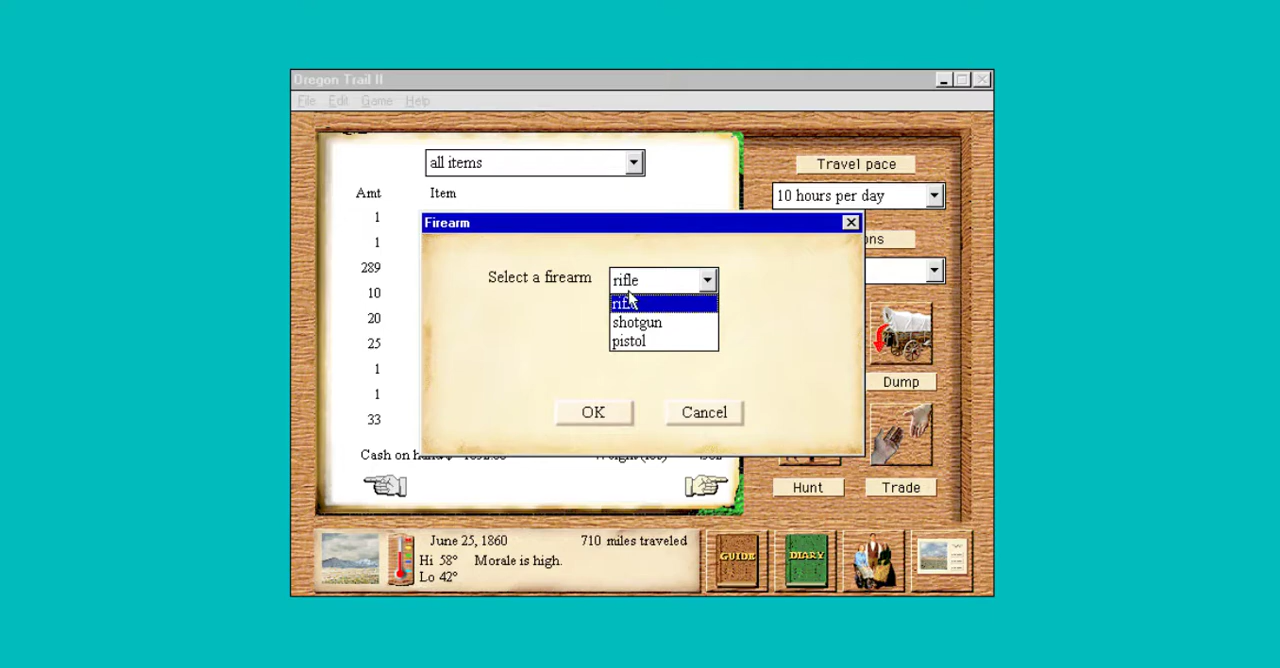 Oregon Trail II
File Edit Game Help
all items
Travel pace
10 hours per day
Amt Item
Firearm
Select a firearm rifle
rifle
shotgun
pistol
OK Cancel
1
1
289
10
20
25
1
1
33
Dump
Cash on hand $
Hunt
Trade
June 25, 1860 710 miles traveled
Hi 58° Morale is high.
Lo 42°
GUIDE
DIARY